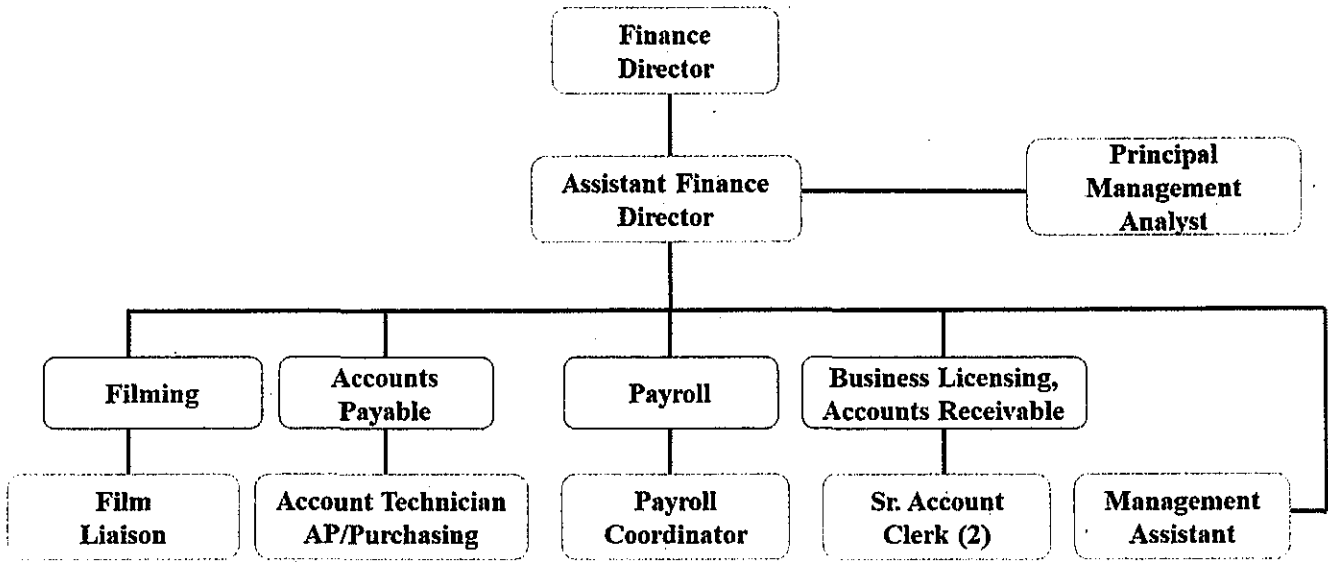 Finance
Director
Assistant Finance
Director
Principal
Management
Analyst
Filming
Accounts
Payable
Payroll
Business Licensing,
Accounts Receivable
Film
Liaison
Account Technician
AP/Purchasing
Payroll
Coordinator
Sr. Account
Clerk (2)
Management
Assistant